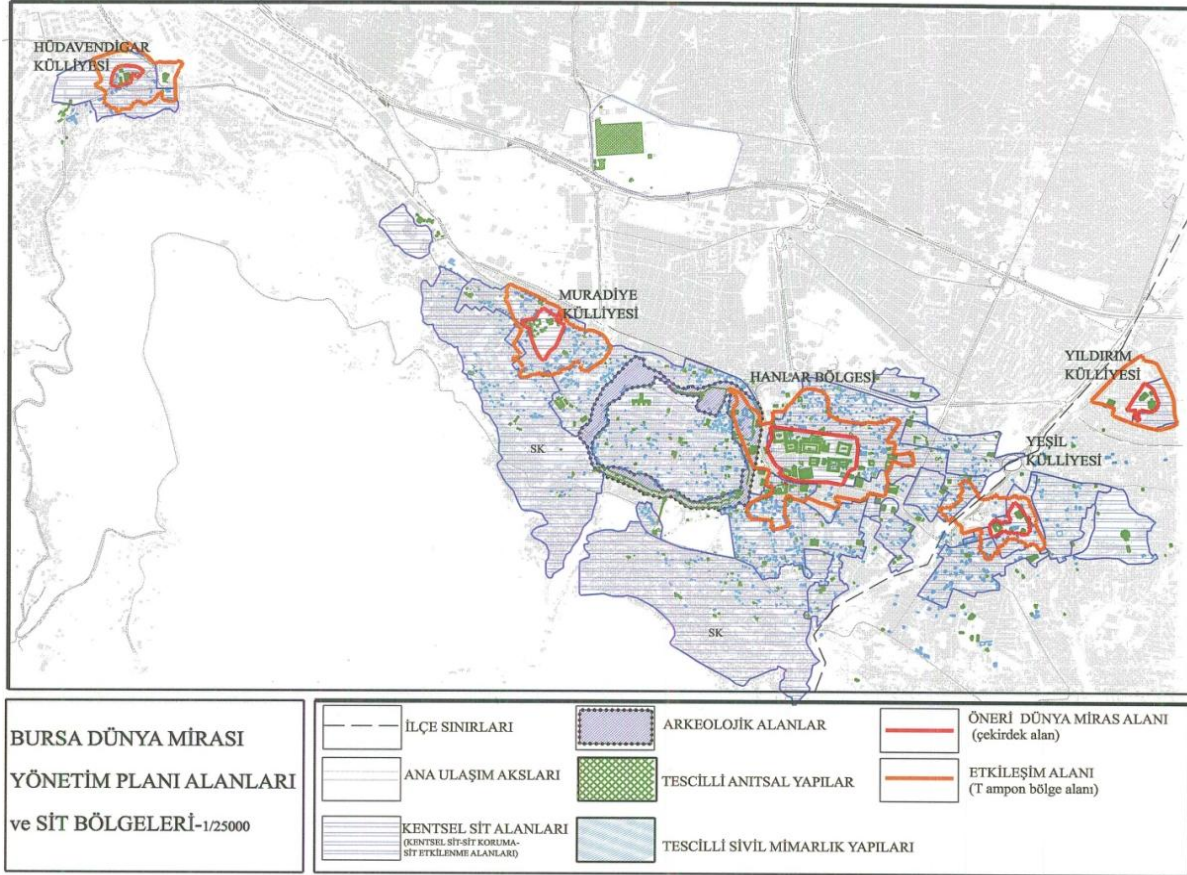 HÜDAVENDİGAR
KÜLLİYESİ
MURADİYE
KÜLLİYESİ
HANLAR BÖLGESİ
YILDIRIM
KÜLLİYESİ
YEŞİL
KÜLLİYESİ
SK
SK
BURSA DÜNYA MİRASI
YÖNETİM PLANI ALANLARI
ve SİT BÖLGELERİ-1/25000
İLÇE SINIRLARI
ANA ULAŞIM AKSLARI
KENTSEL SİT ALANLARI
(KENTSEL SİT-SİT KORUMA-
SİT ETKİLENME ALANLARI)
ARKEOLOJİK ALANLAR
TESCİLLİ ANITSAL YAPILAR
TESCİLLİ SİVİL MİMARLIK YAPILARI
ÖNERİ DÜNYA MİRAS ALANI
(çekirdek alan)
ETKİLEŞİM ALANI
(T ampon bölge alanı)